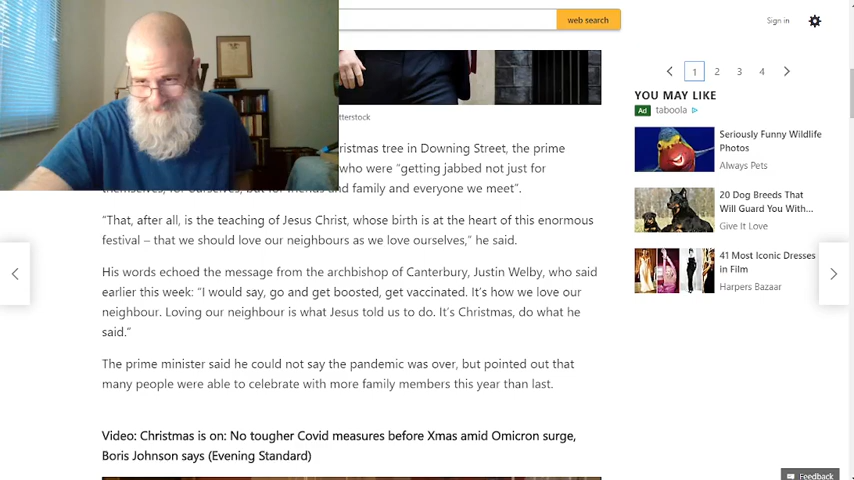 web search
Sign in
tterstock
ristmas tree in Downing Street, the prime
who were “getting jabbed not just for
themselves, for ourselves, but for friends and family and everyone we meet”.
“That, after all, is the teaching of Jesus Christ, whose birth is at the heart of this enormous
festival – that we should love our neighbours as we love ourselves,” he said.
His words echoed the message from the archbishop of Canterbury, Justin Welby, who said
earlier this week: “I would say, go and get boosted, get vaccinated. It’s how we love our
neighbour. Loving our neighbour is what Jesus told us to do. It’s Christmas, do what he
said.”
The prime minister said he could not say the pandemic was over, but pointed out that
many people were able to celebrate with more family members this year than last.
Video: Christmas is on: No tougher Covid measures before Xmas amid Omicron surge,
Boris Johnson says (Evening Standard)
1 2 3 4
YOU MAY LIKE
Ad taboola
Seriously Funny Wildlife
Photos
Always Pets
20 Dog Breeds That
Will Guard You With...
Give It Love
41 Most Iconic Dresses
in Film
Harpers Bazaar
Feedback